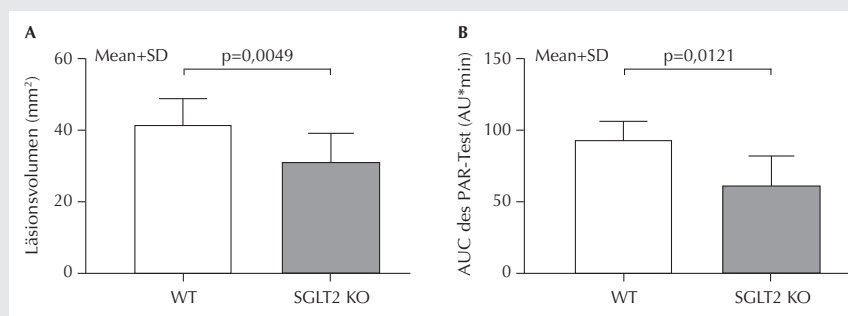 A
Mean+SD
p=0,0049
Läsionsvolumen (mm²)
60
40
20
0
WT
SGLT2 KO
B
Mean+SD
p=0,0121
AUC des PAR-Test (AU*min)
150
100
50
0
WT
SGLT2 KO